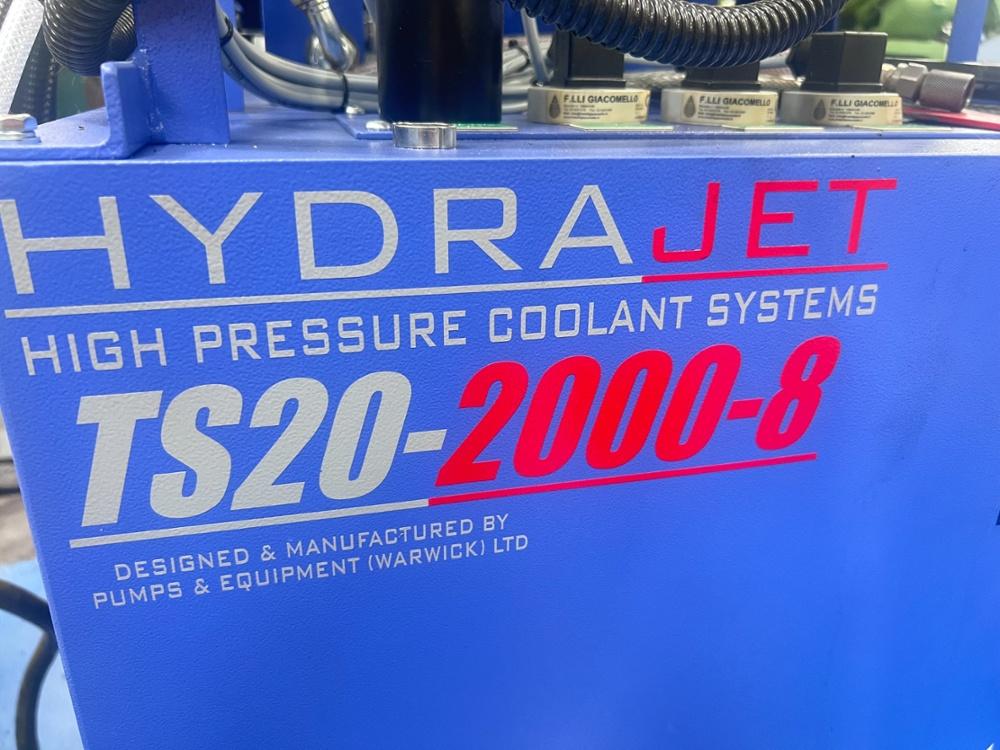 F.LLI GIACOMELLO
F.LLI GIACOMELLO
F.LLI GIACOMELLO
HYDRAJET
HIGH PRESSURE COOLANT SYSTEMS
TS20-2000-8
DESIGNED & MANUFACTURED BY
PUMPS & EQUIPMENT (WARWICK) LTD